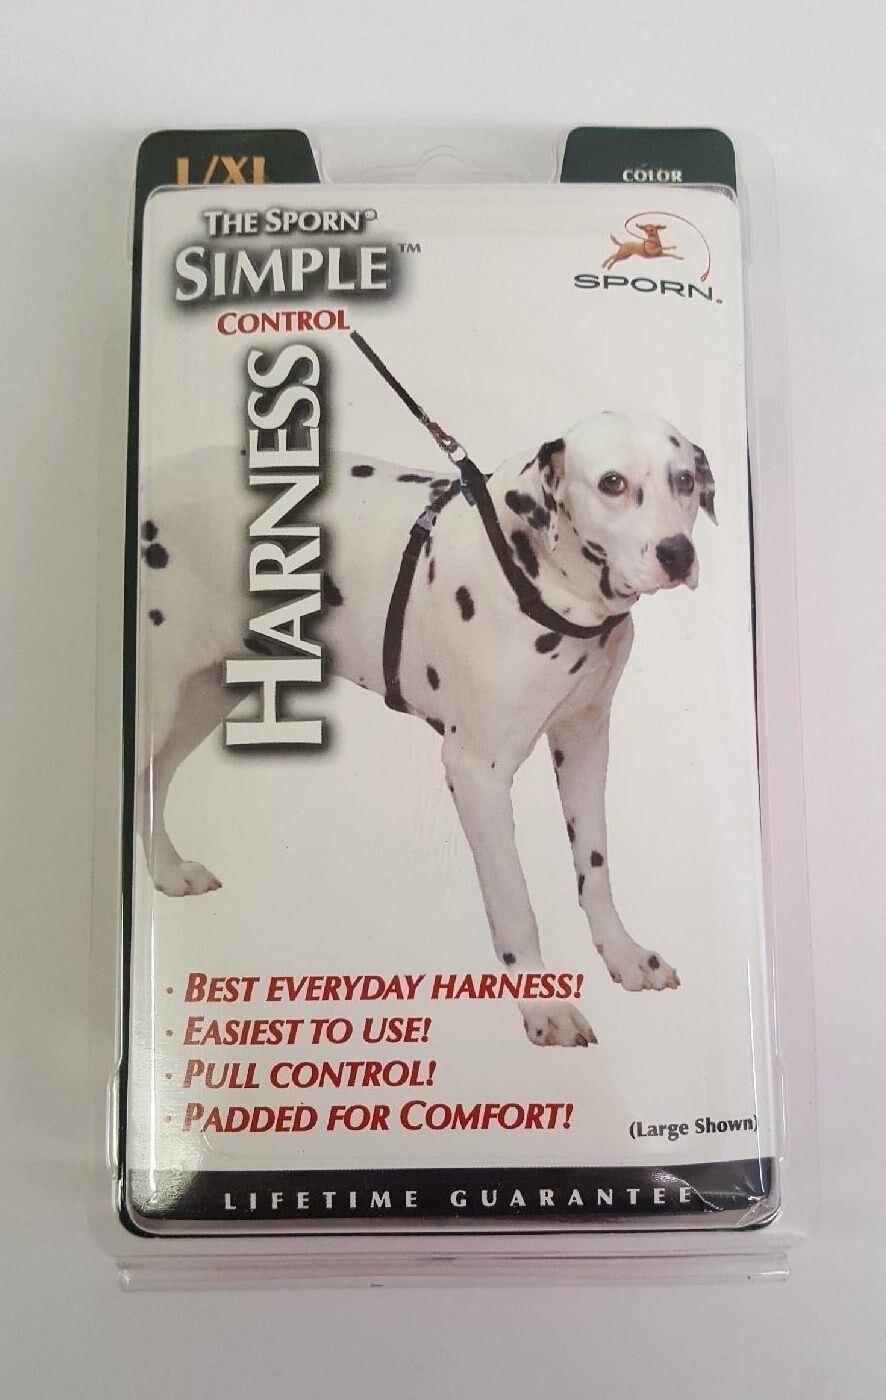 L/XL
COLOR
THE SPORN®
SIMPLE™
CONTROL
HARNESS
SPORN.
· BEST EVERYDAY HARNESS!
· EASIEST TO USE!
· PULL CONTROL!
· PADDED FOR COMFORT!
(Large Shown)
LIFETIME GUARANTEE